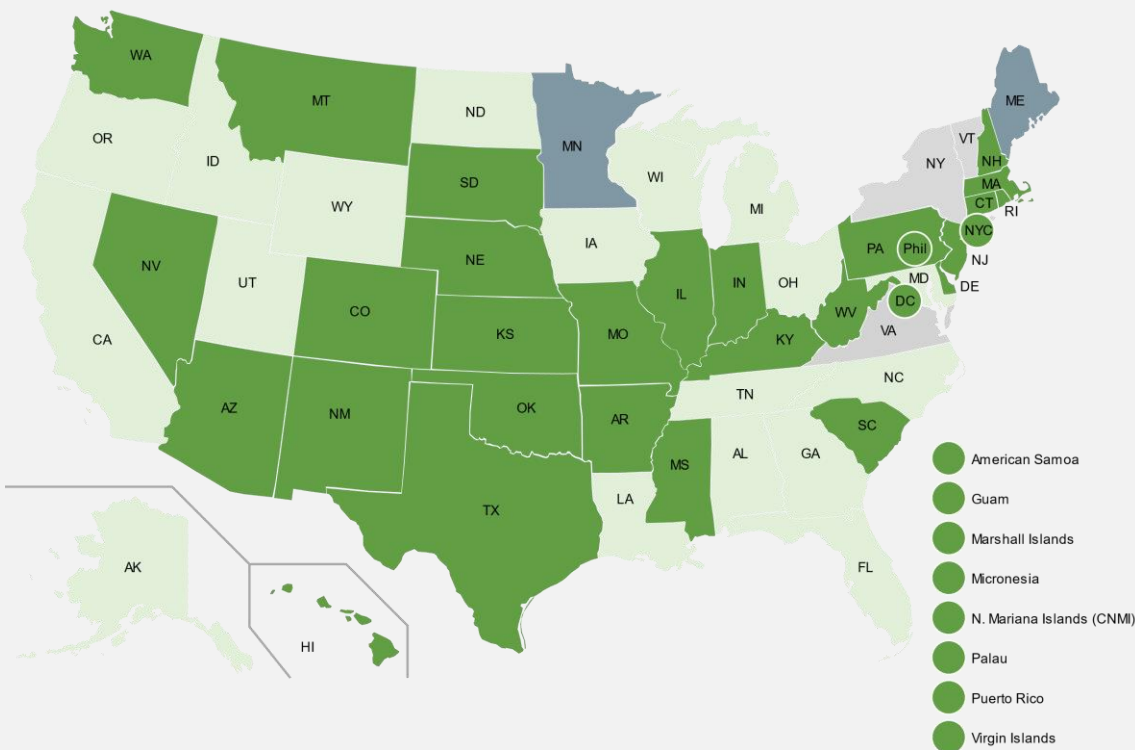 WA
MT
ND
MN
ME
OR
ID
SD
WI
VT
NY
NH
MA
WY
MI
CT
RI
NYC
IA
NE
PA
Phil
NJ
NV
UT
OH
MD
DE
CO
IL
IN
DC
WV
VA
CA
KS
MO
KY
NC
TN
AZ
NM
OK
AR
SC
MS
AL
GA
American Samoa
LA
Guam
TX
Marshall Islands
AK
FL
Micronesia
N. Mariana Islands (CNMI)
HI
Palau
Puerto Rico
Virgin Islands